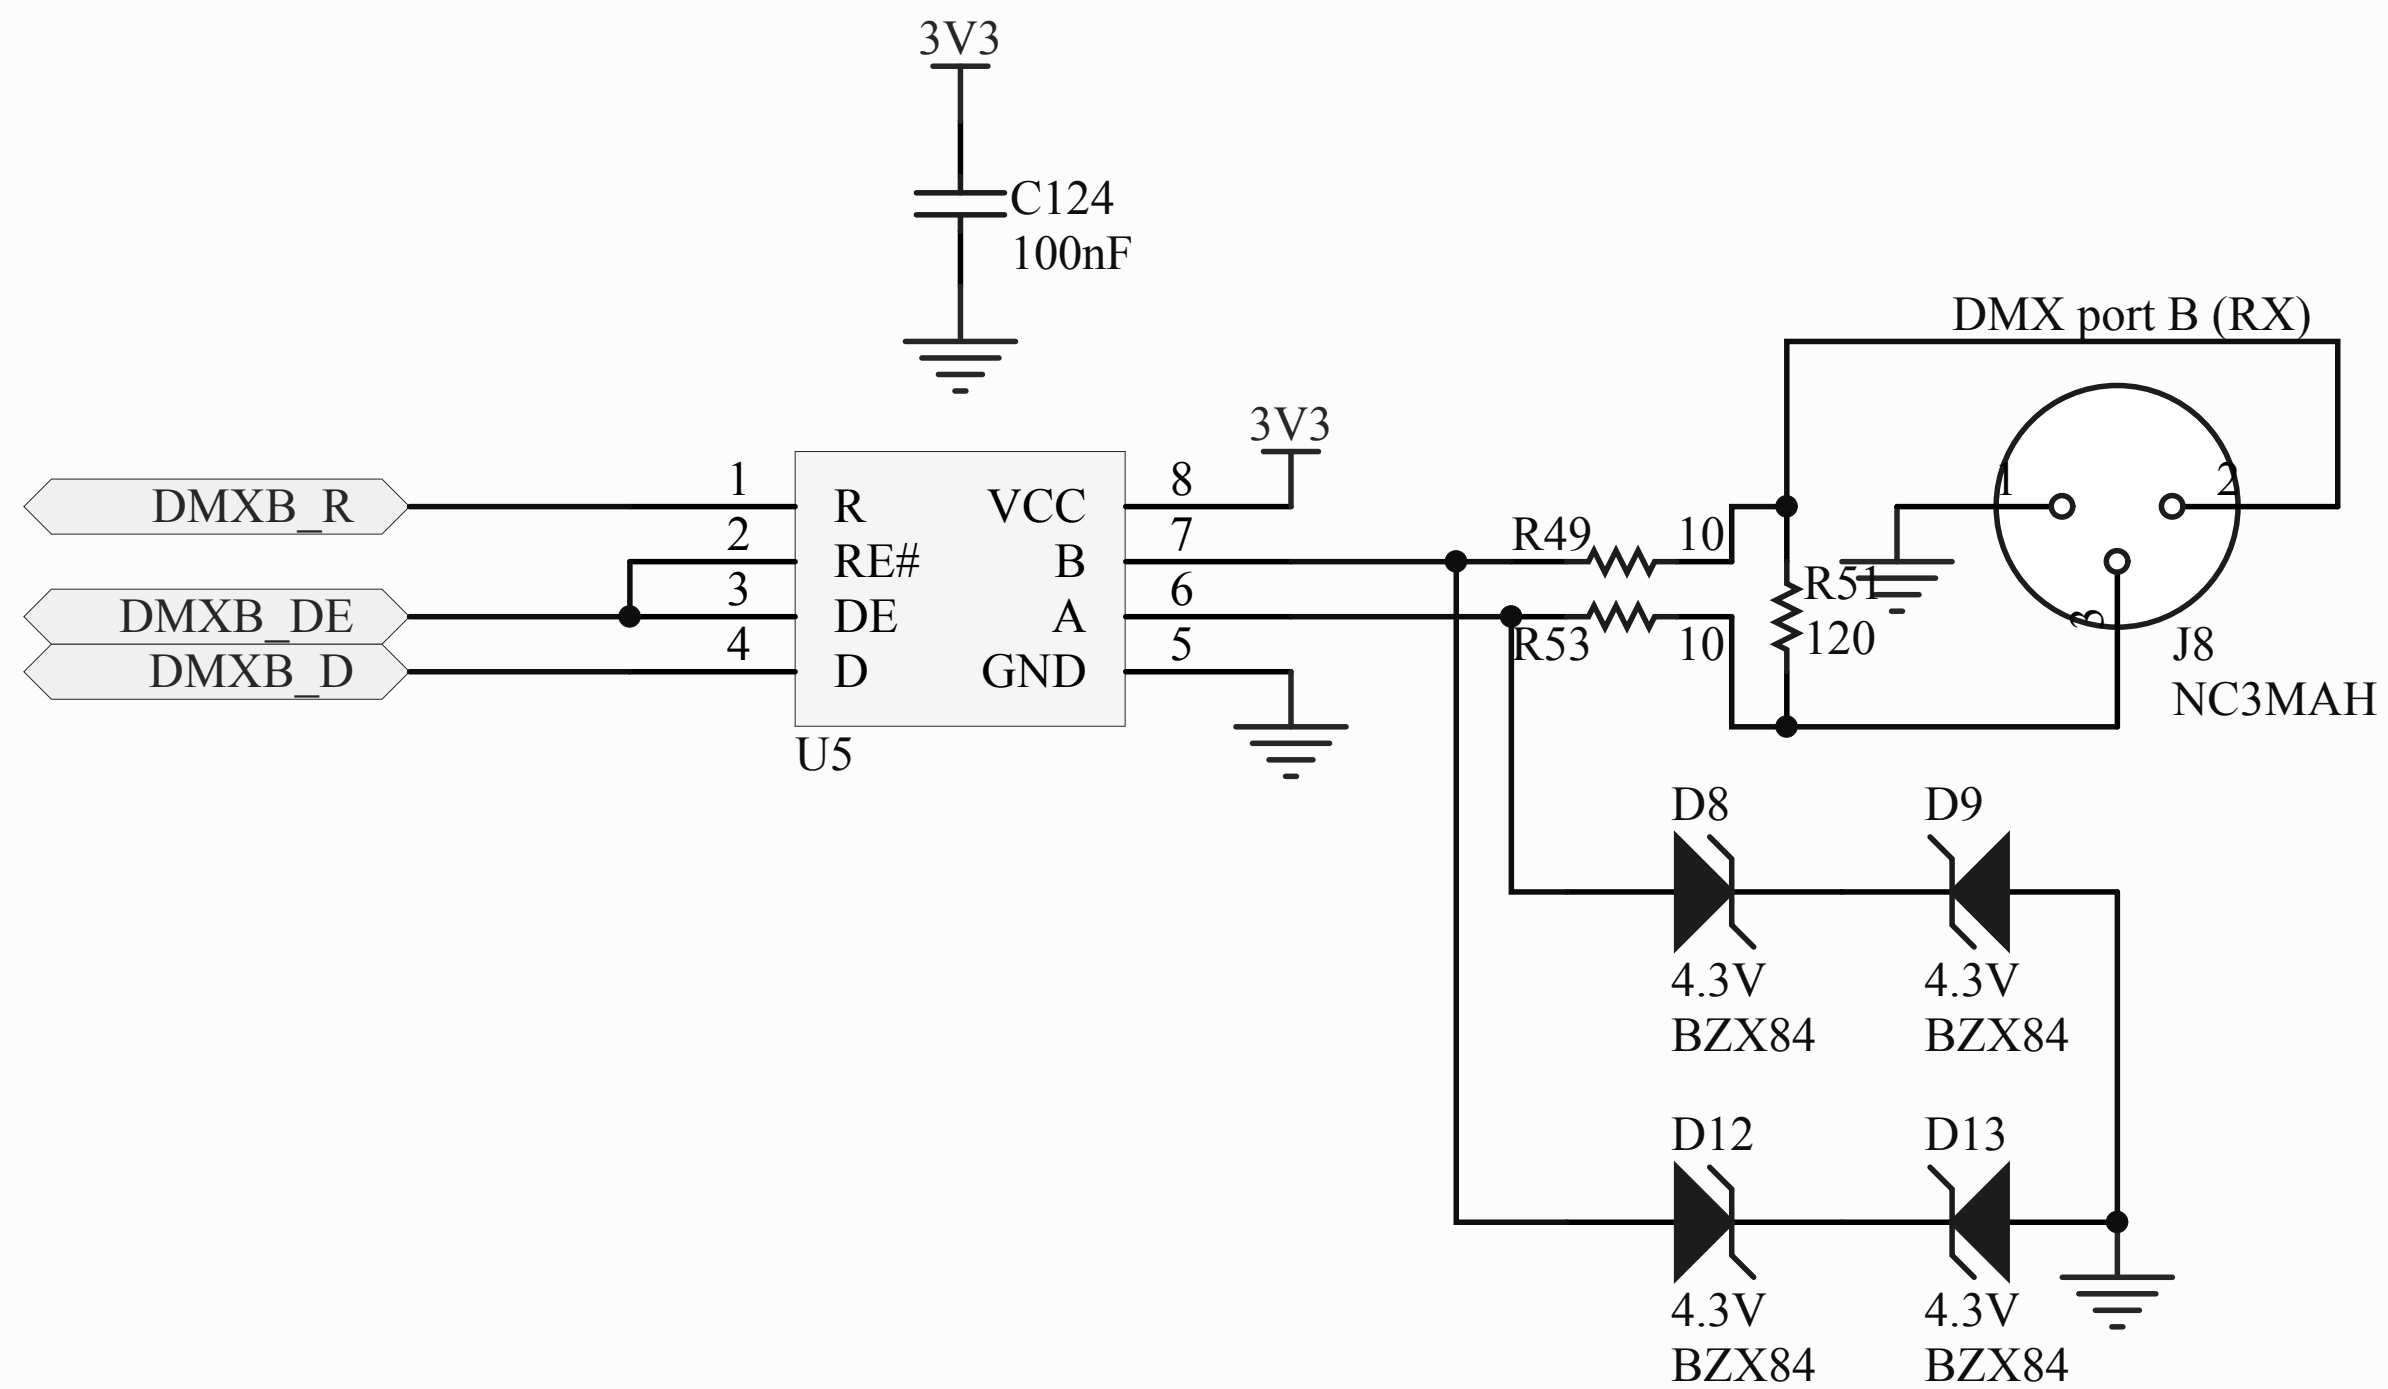 3V3
C124
100nF
DMX port B (RX)
3V3
DMXB_R
1
R
VCC
8
1
2
2
RE#
B
7
R49
10
DMXB_DE
3
DE
A
6
R51
3
DMXB_D
4
D
GND
5
R53
10
120
J8
NC3MAH
U5
D8
D9
4.3V
4.3V
BZX84
BZX84
D12
D13
4.3V
4.3V
BZX84
BZX84